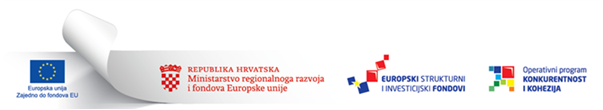 Europska unija
Zajedno do fondova EU
REPUBLIKA HRVATSKA
Ministarstvo regionalnoga razvoja
i fondova Europske unije
EUROPSKI STRUKTURNI
I INVESTICIJSKI FONDOVI
Operativni program
KONKURENTNOST
I KOHEZIJA